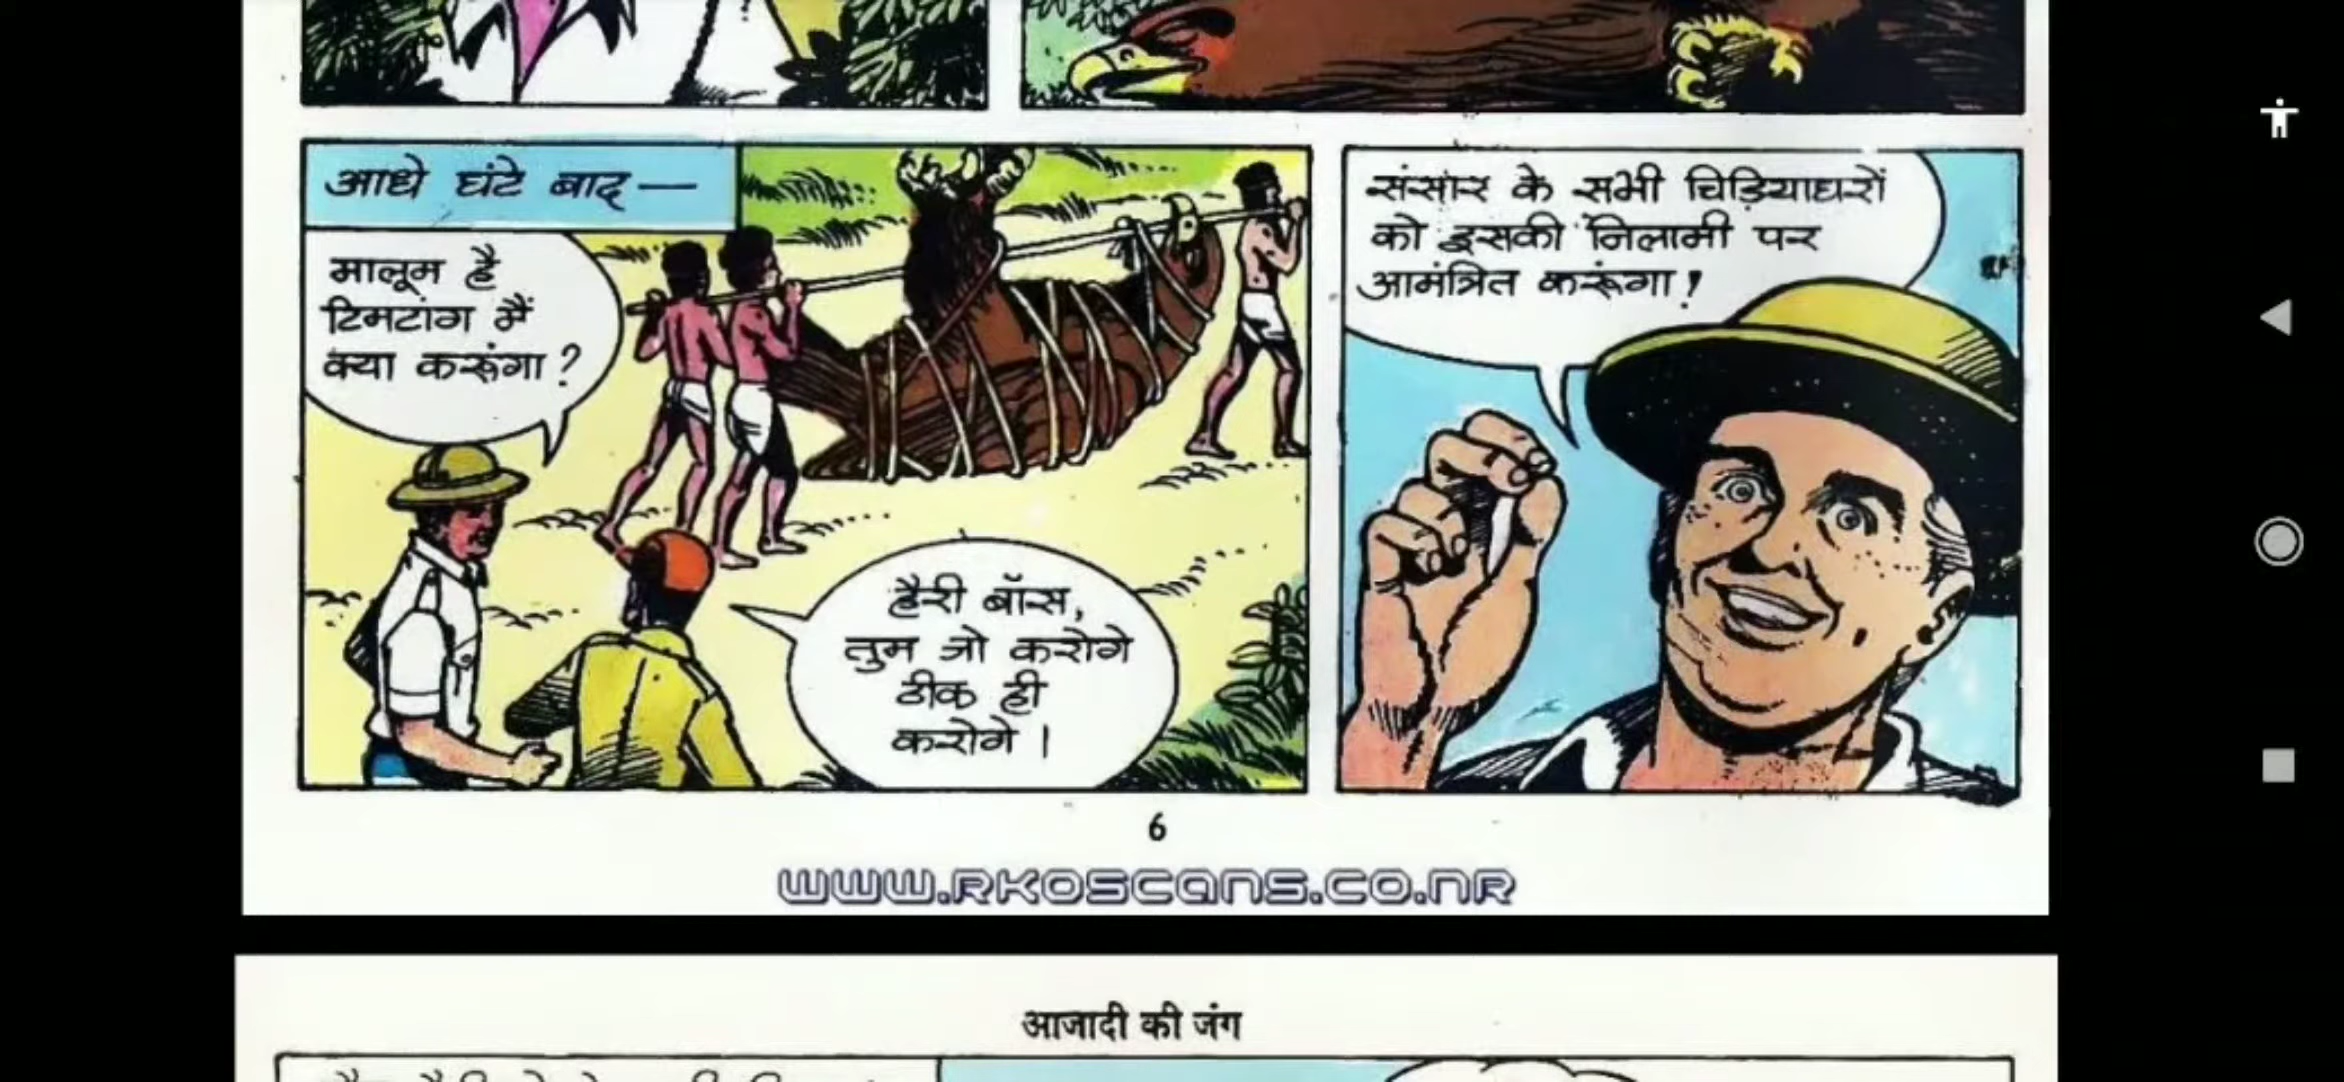 आधे घंटे बाद —
मालूम है
टिमटांग मैं
क्या करूंगा?
हैरी बॉस,
तुम जो करोगे
ठीक ही
करोगे।
संसार के सभी चिड़ियाघरों
को इसकी निलामी पर
आमंत्रित करूंगा!
6
www.RKOSCANS.CO.NR
आजादी की जंग